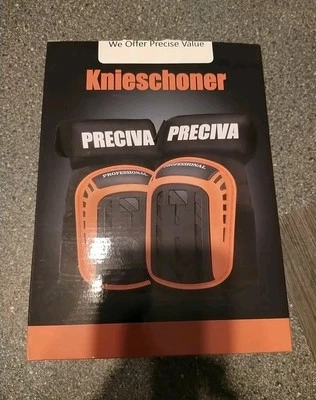 We Offer Precise Value
Knieschoner
PRECIVA PRECIVA
PROFESSIONAL PROFESSIONAL